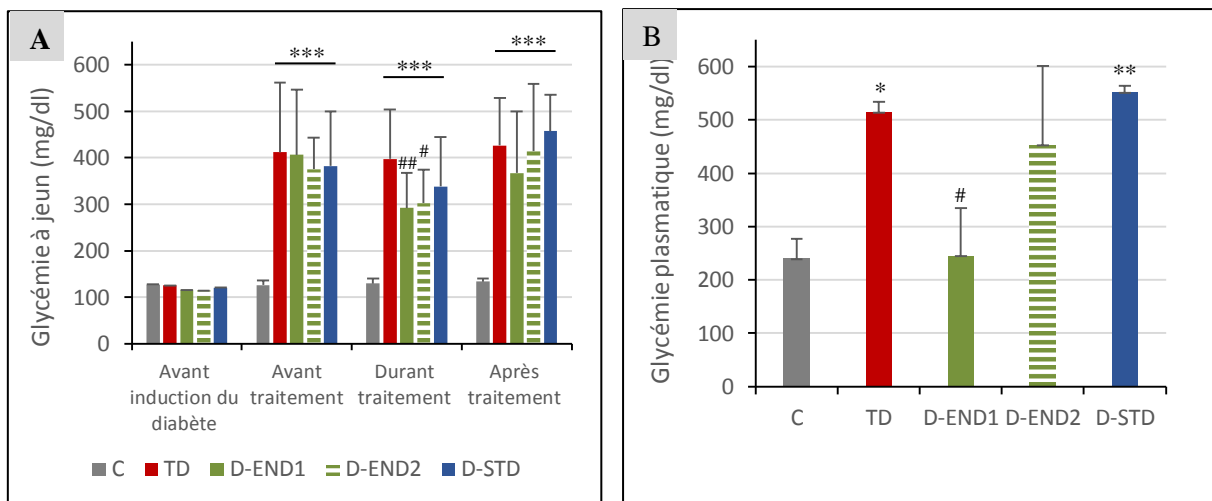 A
Glycémie à jeun (mg/dl)
600
500
400
300
200
100
0
***
***
***
##
#
Avant induction du diabète
Avant traitement
Durant traitement
Après traitement
C TD D-END1 D-END2 D-STD
B
Glycémie plasmatique (mg/dl)
600
500
400
300
200
100
0
*
#
**
C TD D-END1 D-END2 D-STD